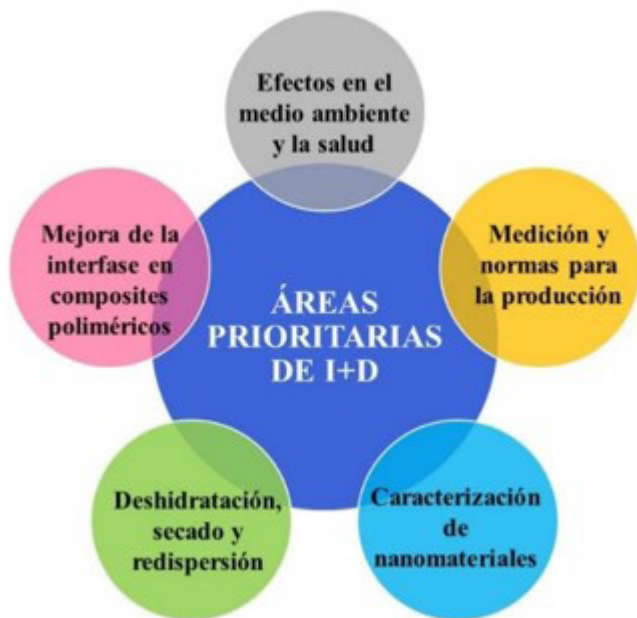 Efectos en el
medio ambiente
y la salud
Mejora de la
interfase en
composites
poliméricos
Medición y
normas para
la producción
ÁREAS
PRIORITARIAS
DE I+D
Deshidratación,
secado y
redispersión
Caracterización
de
nanomateriales